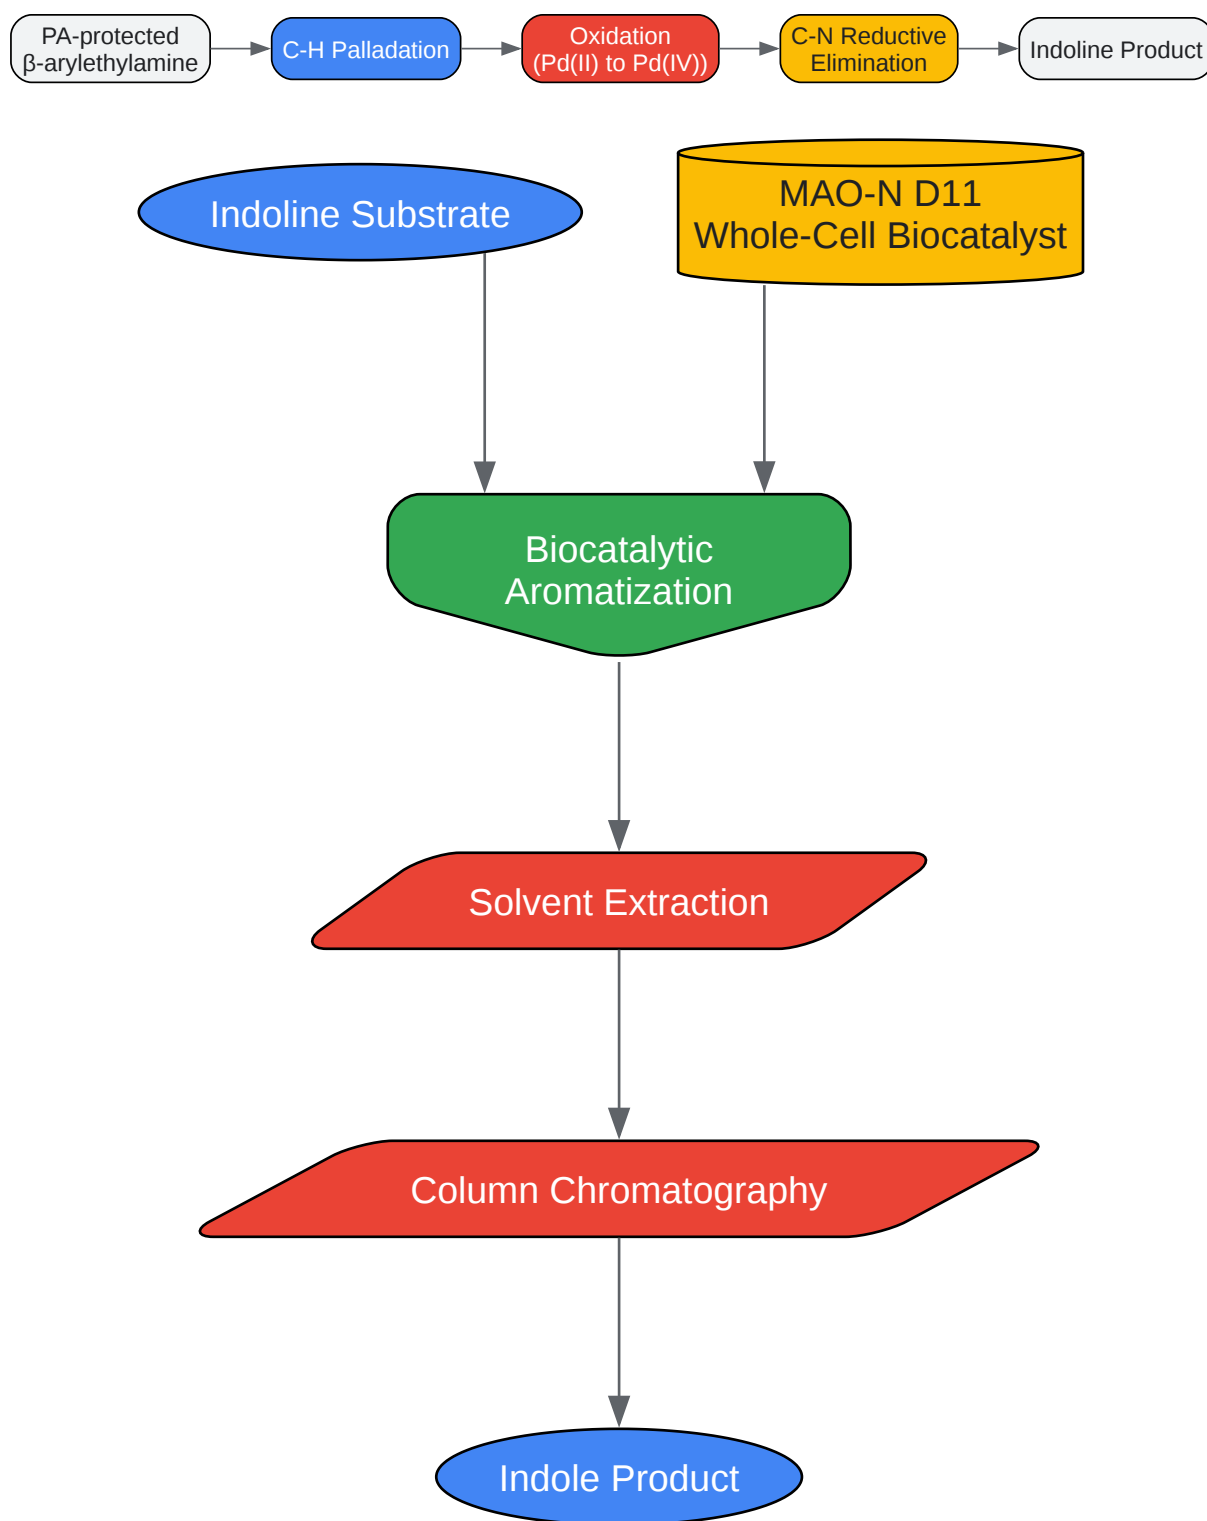 PA-protected
β-arylethylamine
C-H Palladation
Oxidation
(Pd(II) to Pd(IV))
C-N Reductive
Elimination
Indoline Product
Indoline Substrate
MAO-N D11
Whole-Cell Biocatalyst
Biocatalytic
Aromatization
Solvent Extraction
Column Chromatography
Indole Product